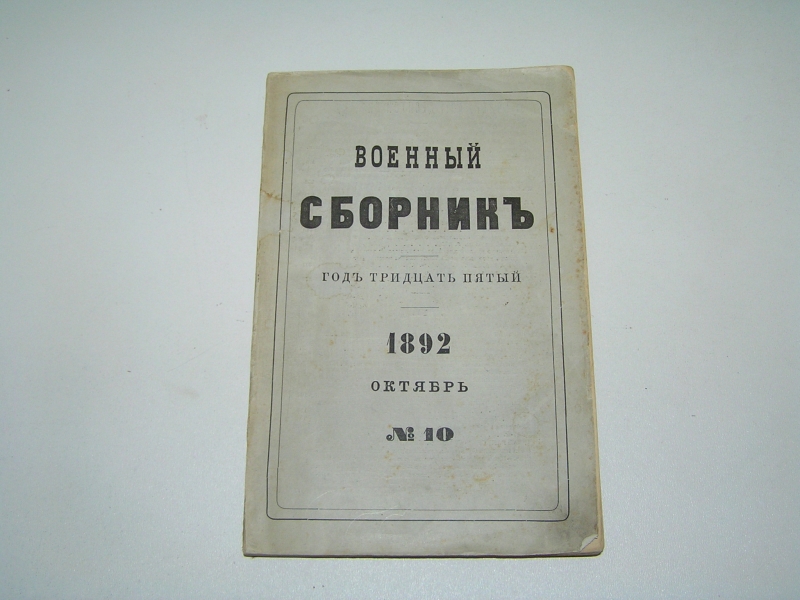 ВОЕННЫЙ
СБОРНИКЪ
ГОДЪ ТРИДЦАТЬ ПЯТЫЙ
1892
ОКТЯБРЬ
№ 10